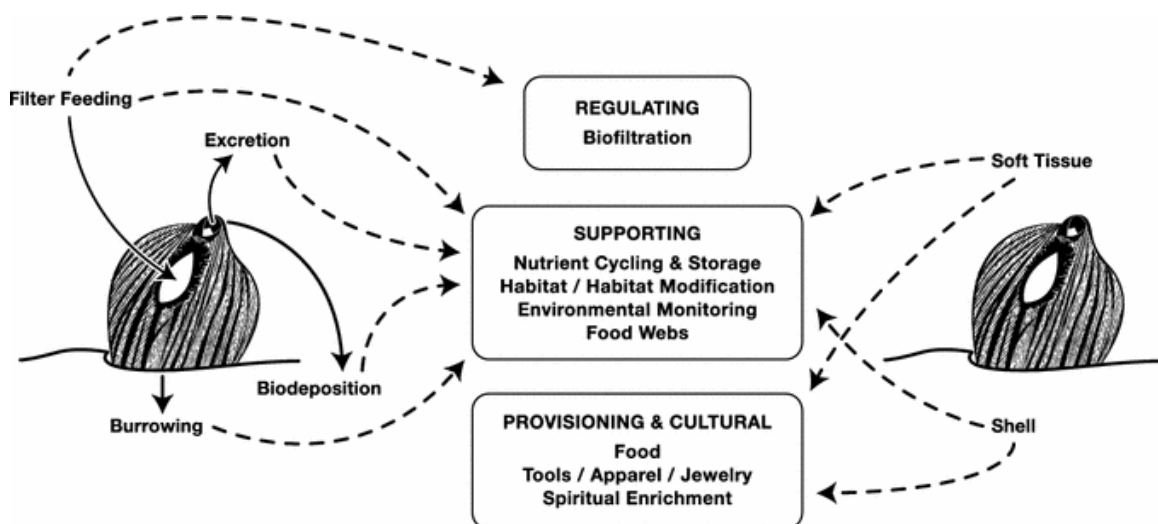 Filter Feeding
Excretion
Biodeposition
Burrowing
REGULATING
Biofiltration
SUPPORTING
Nutrient Cycling & Storage
Habitat / Habitat Modification
Environmental Monitoring
Food Webs
PROVISIONING & CULTURAL
Food
Tools / Apparel / Jewelry
Spiritual Enrichment
Soft Tissue
Shell